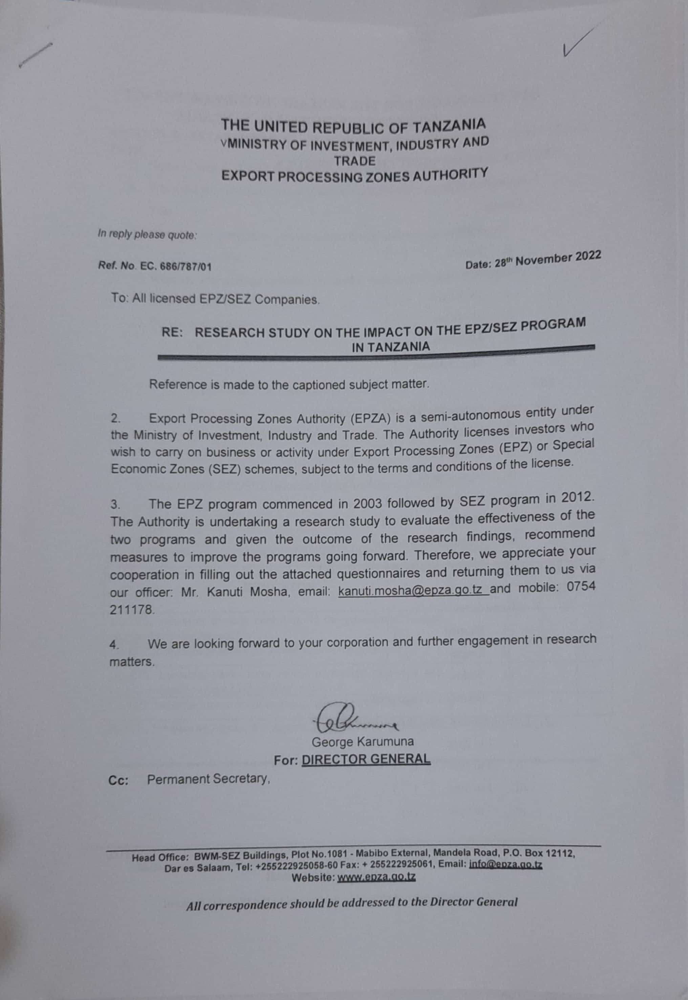 THE UNITED REPUBLIC OF TANZANIA
VMINISTRY OF INVESTMENT, INDUSTRY AND
TRADE
EXPORT PROCESSING ZONES AUTHORITY
In reply please quote:
Ref. No. EC. 686/787/01
Date: 28th November 2022
To: All licensed EPZ/SEZ Companies.
RE: RESEARCH STUDY ON THE IMPACT ON THE EPZ/SEZ PROGRAM
IN TANZANIA
Reference is made to the captioned subject matter.
2. Export Processing Zones Authority (EPZA) is a semi-autonomous entity under
the Ministry of Investment, Industry and Trade. The Authority licenses investors who
wish to carry on business or activity under Export Processing Zones (EPZ) or Special
Economic Zones (SEZ) schemes, subject to the terms and conditions of the license.
3. The EPZ program commenced in 2003 followed by SEZ program in 2012.
The Authority is undertaking a research study to evaluate the effectiveness of the
two programs and given the outcome of the research findings, recommend
measures to improve the programs going forward. Therefore, we appreciate your
cooperation in filling out the attached questionnaires and returning them to us via
our officer: Mr. Kanuti Mosha, email: kanuti.mosha@epza.go.tz and mobile: 0754
211178.
4. We are looking forward to your corporation and further engagement in research
matters.
George Karumuna
For: DIRECTOR GENERAL
Cc: Permanent Secretary,
Head Office: BWM-SEZ Buildings, Plot No.1081 - Mabibo External, Mandela Road, P.O. Box 12112,
Dar es Salaam, Tel: +255222925058-60 Fax: + 255222925061, Email: info@epza.go.tz
Website: www.epza.go.tz
All correspondence should be addressed to the Director General